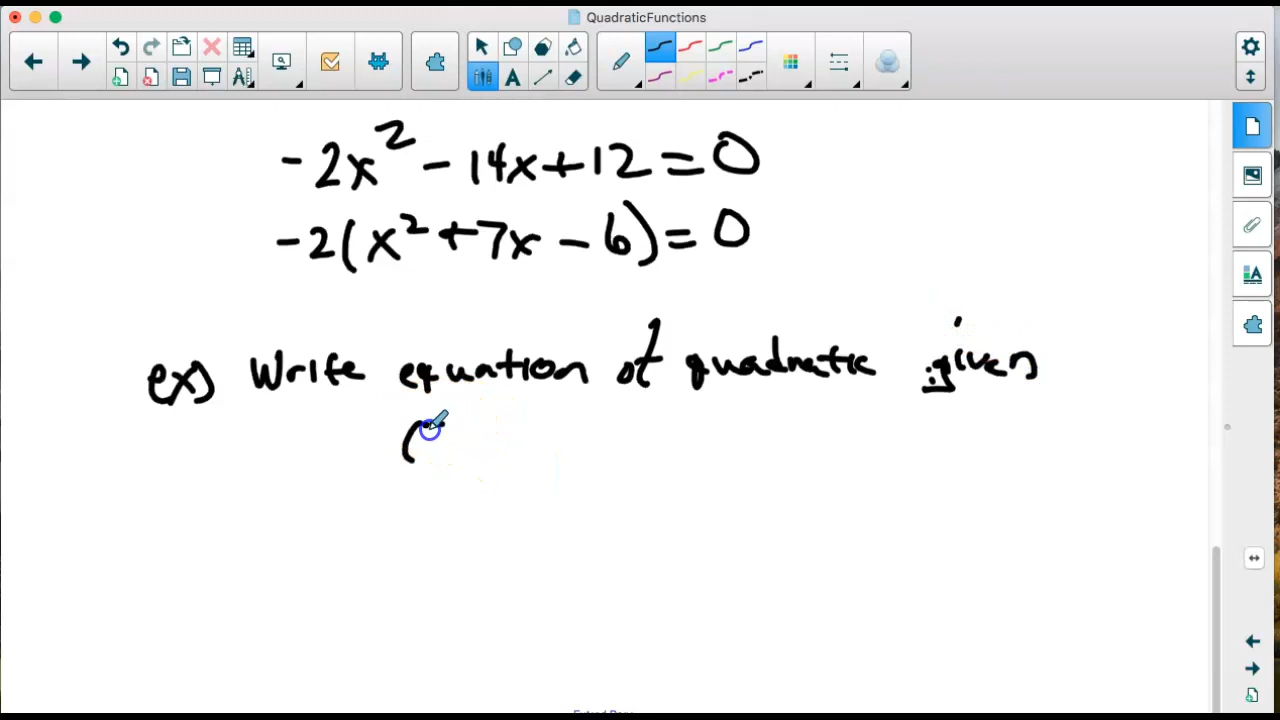 QuadraticFunctions
-2x² - 14x + 12 = 0
-2(x² + 7x - 6) = 0
ex) Write equation of quadratic given
(